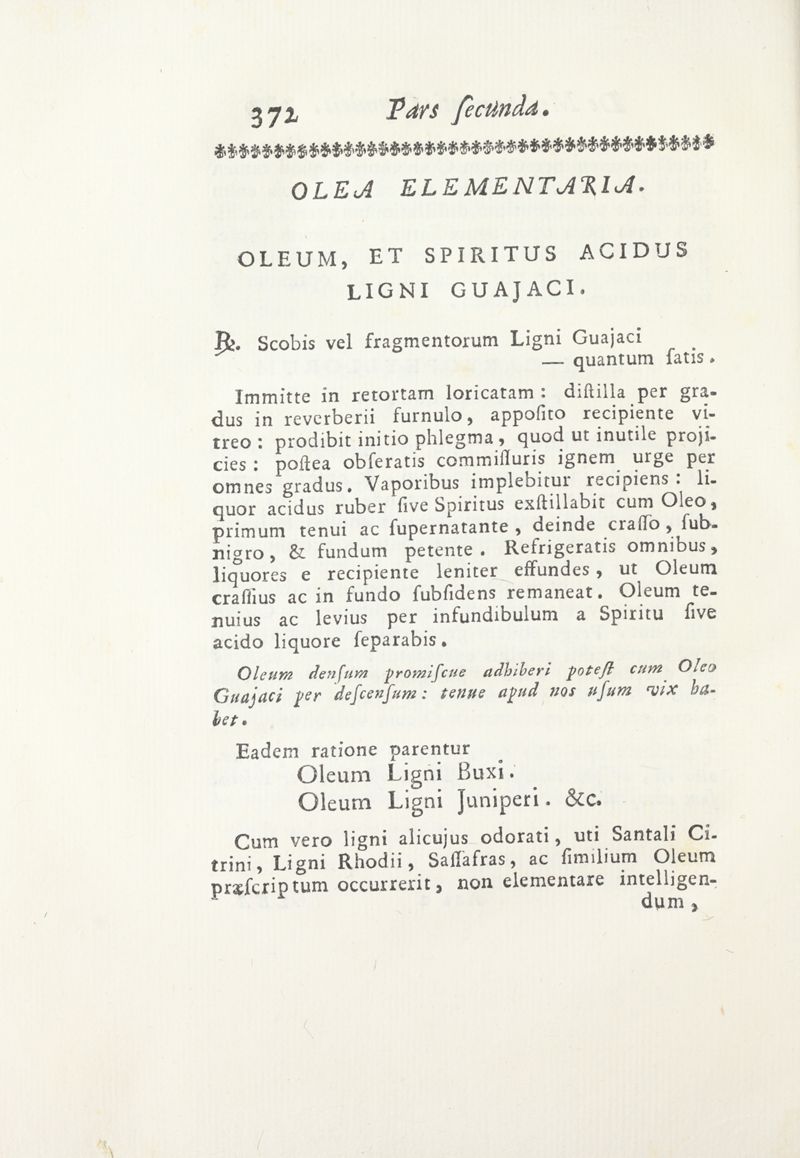 372 Pars ſecunda.
OLEA ELEMENTARIA.
OLEUM, ET SPIRITUS ACIDUS
LIGNI GUAJACI.
℞. Scobis vel fragmentorum Ligni Guajaci
— quantum ſatis.
Immitte in retortam loricatam: diſtilla per gra-
dus in reverberii furnulo, appoſito recipiente vi-
treo: prodibit initio phlegma, quod ut inutile proji-
cies: poſtea obſeratis commiſſuris ignem urge per
omnes gradus. Vaporibus implebitur recipiens: li-
quor acidus ruber ſive Spiritus exſtillabit cum Oleo,
primum tenui ac ſupernatante, deinde craſſo, ſub-
nigro, & fundum petente. Refrigeratis omnibus,
liquores e recipiente leniter effundes, ut Oleum
craſſius ac in fundo ſubſidens remaneat. Oleum te-
nuius ac levius per infundibulum a Spiritu ſive
acido liquore ſeparabis.
Oleum denſum promiſcue adhiberi poteſt cum Oleo
Guajaci per deſcenſum: tenue apud nos uſum vix ha-
bet.
Eadem ratione parentur
Oleum Ligni Buxi.
Oleum Ligni Juniperi. &c.
Cum vero ligni alicujus odorati, uti Santali Ci-
trini, Ligni Rhodii, Saſſafras, ac ſimilium Oleum
præſcriptum occurrerit, non elementare intelligen-
dum,